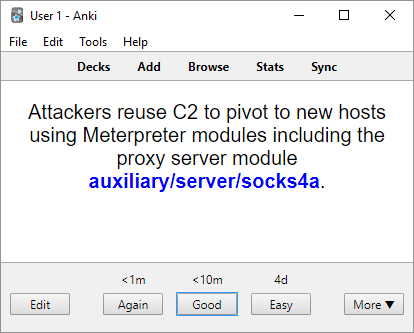 User 1 - Anki
File Edit Tools Help
Decks Add Browse Stats Sync
Attackers reuse C2 to pivot to new hosts
using Meterpreter modules including the
proxy server module
auxiliary/server/socks4a.
<1m <10m 4d
Edit Again Good Easy More ▼